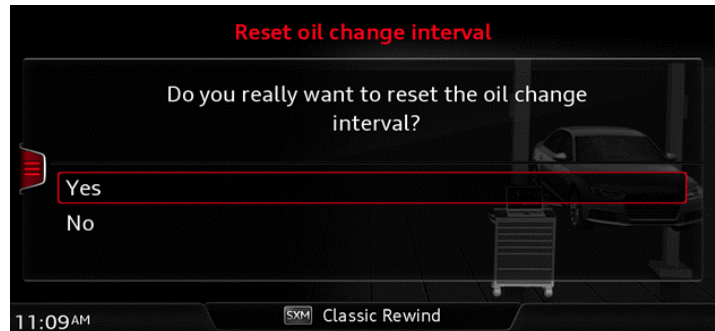 Reset oil change interval
Do you really want to reset the oil change
interval?
Yes
No
11:09AM
SXM Classic Rewind